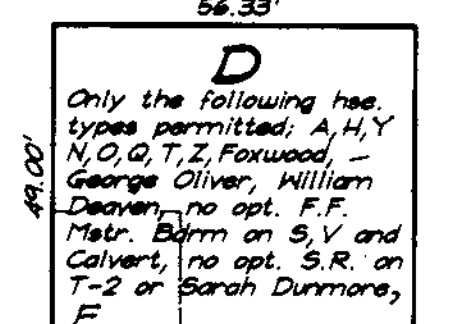 56.33'
D
Only the following hse.
types permitted; A,H,Y
N,O,Q,T,Z,Foxwood, –
George Oliver, William
Deaven, no opt. F.F.
Mstr. Bdrm on S,V and
Calvert, no opt. S.R. on
T-2 or Sarah Dunmore,
F
49.00'